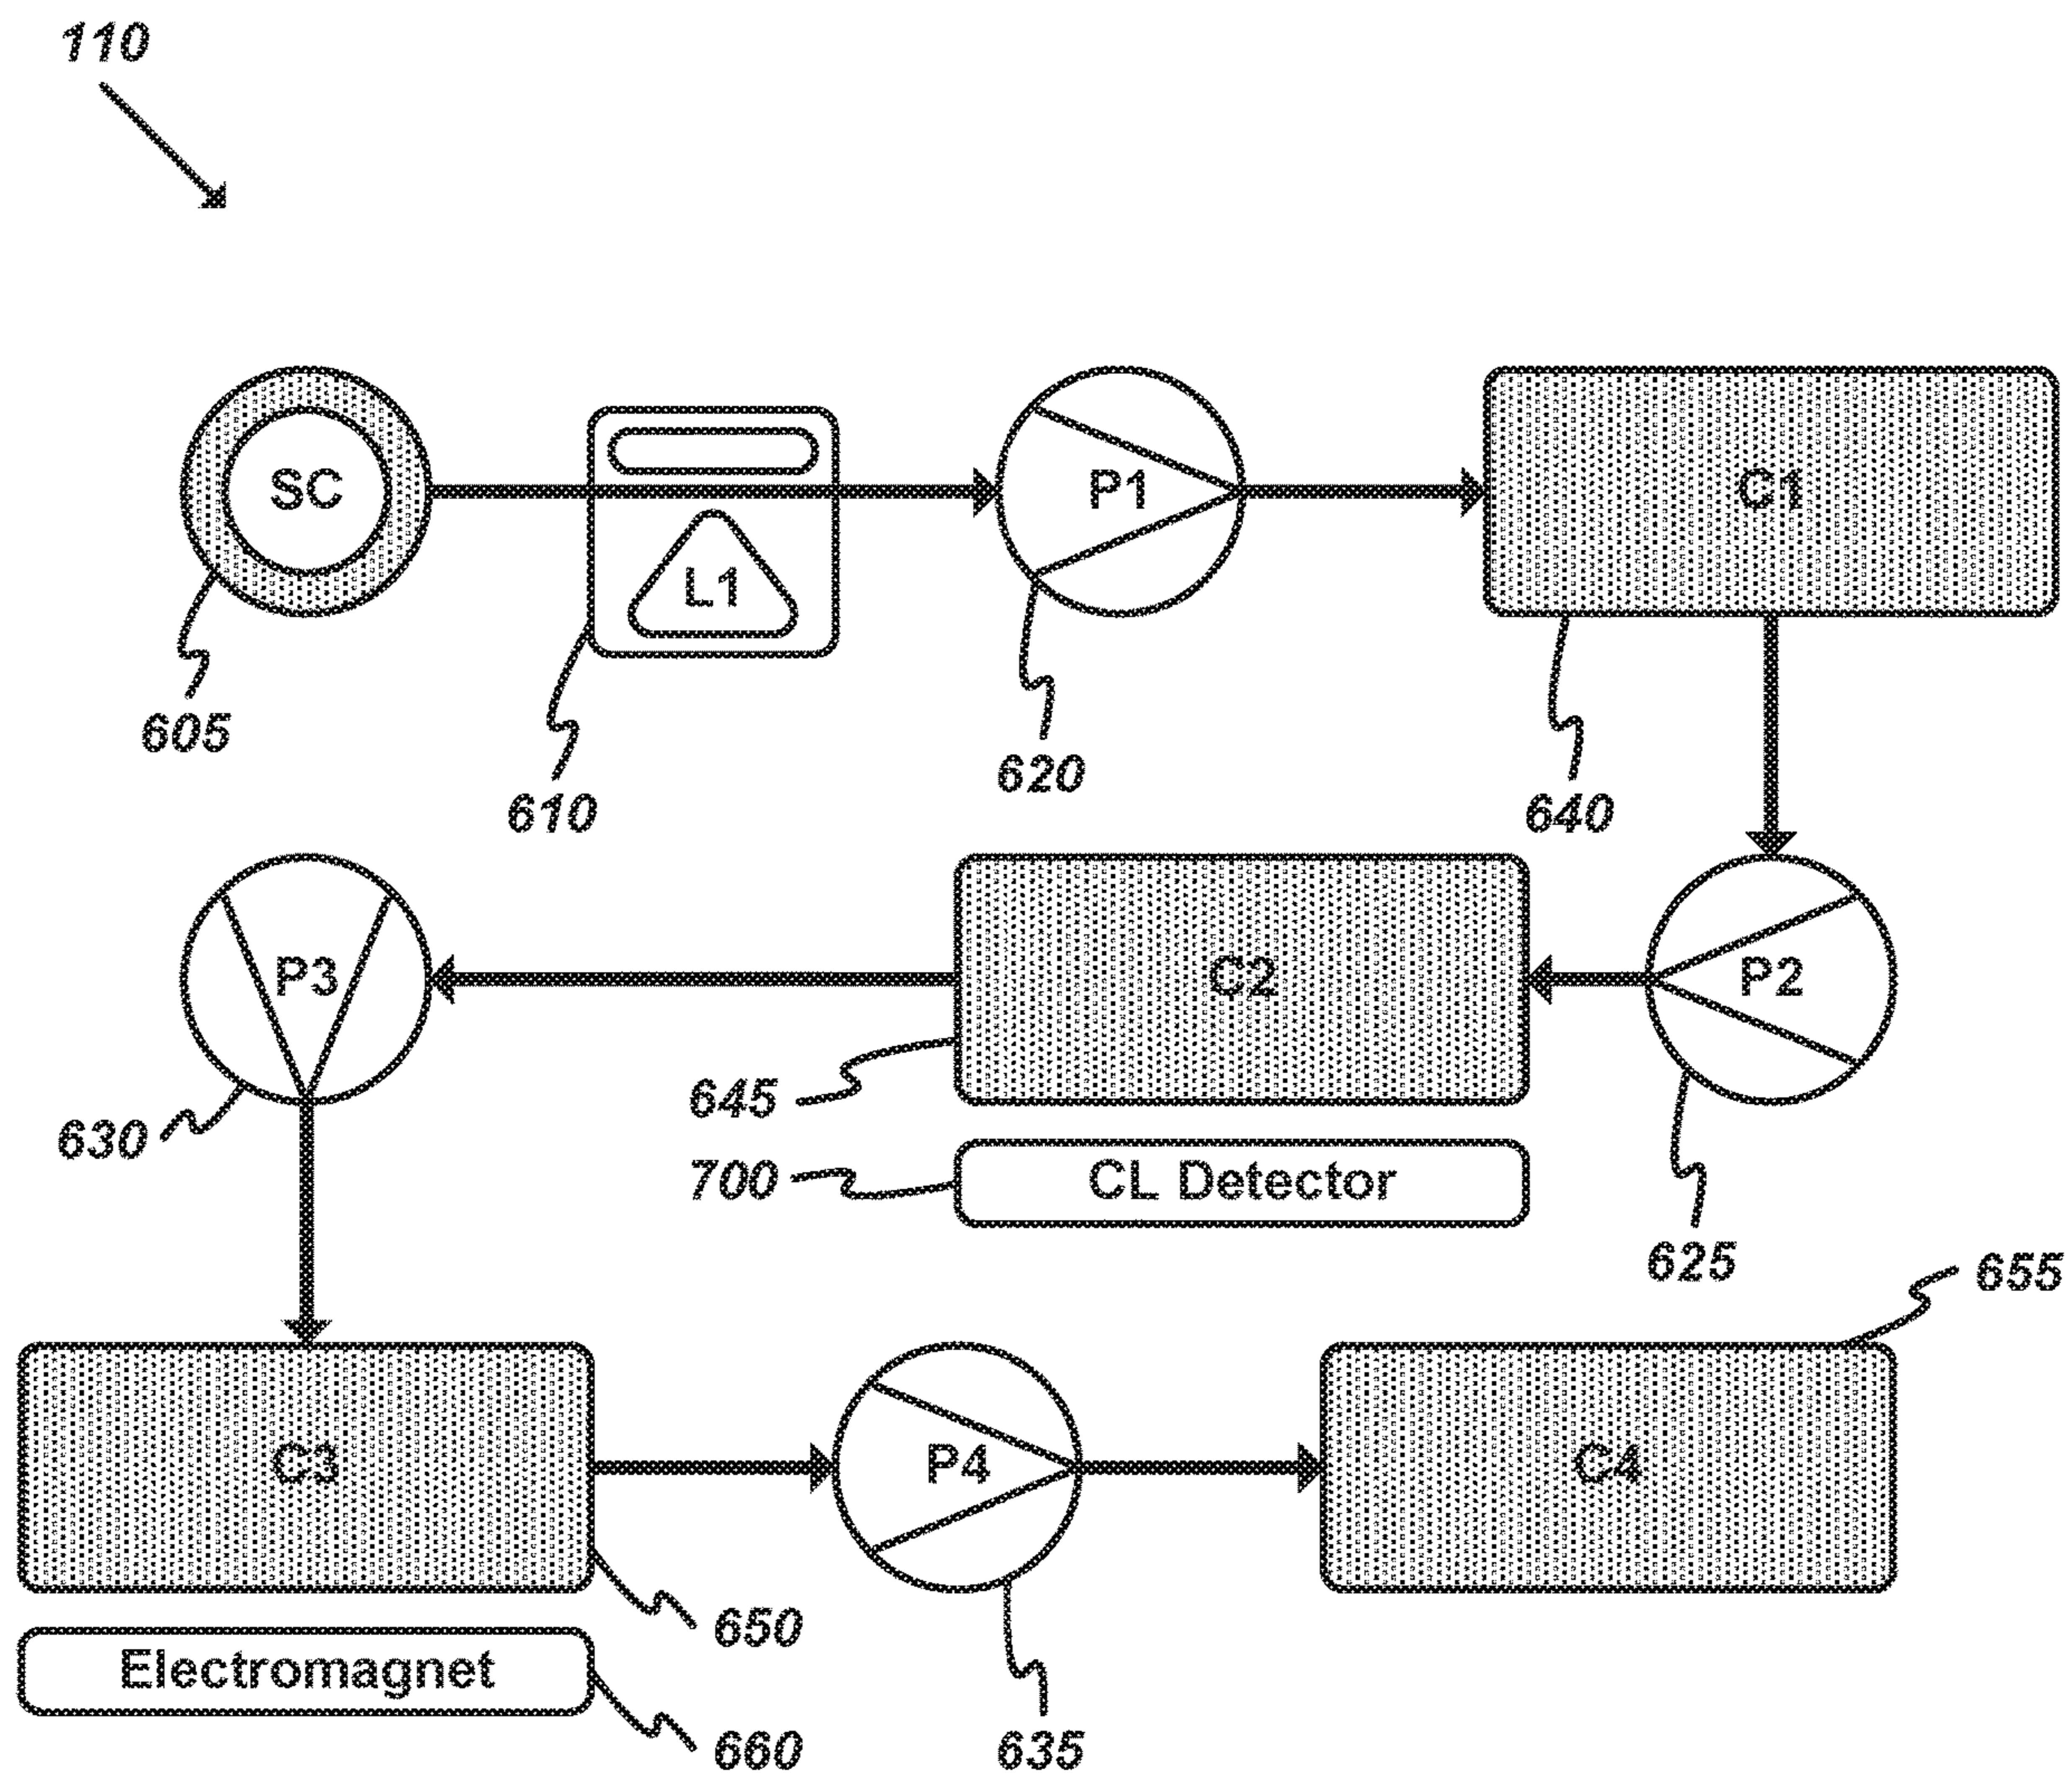 110
SC
L1
P1
C1
605
610
620
640
P3
C2
P2
630
645
700
CL Detector
625
655
C3
P4
C4
650
Electromagnet
660
635